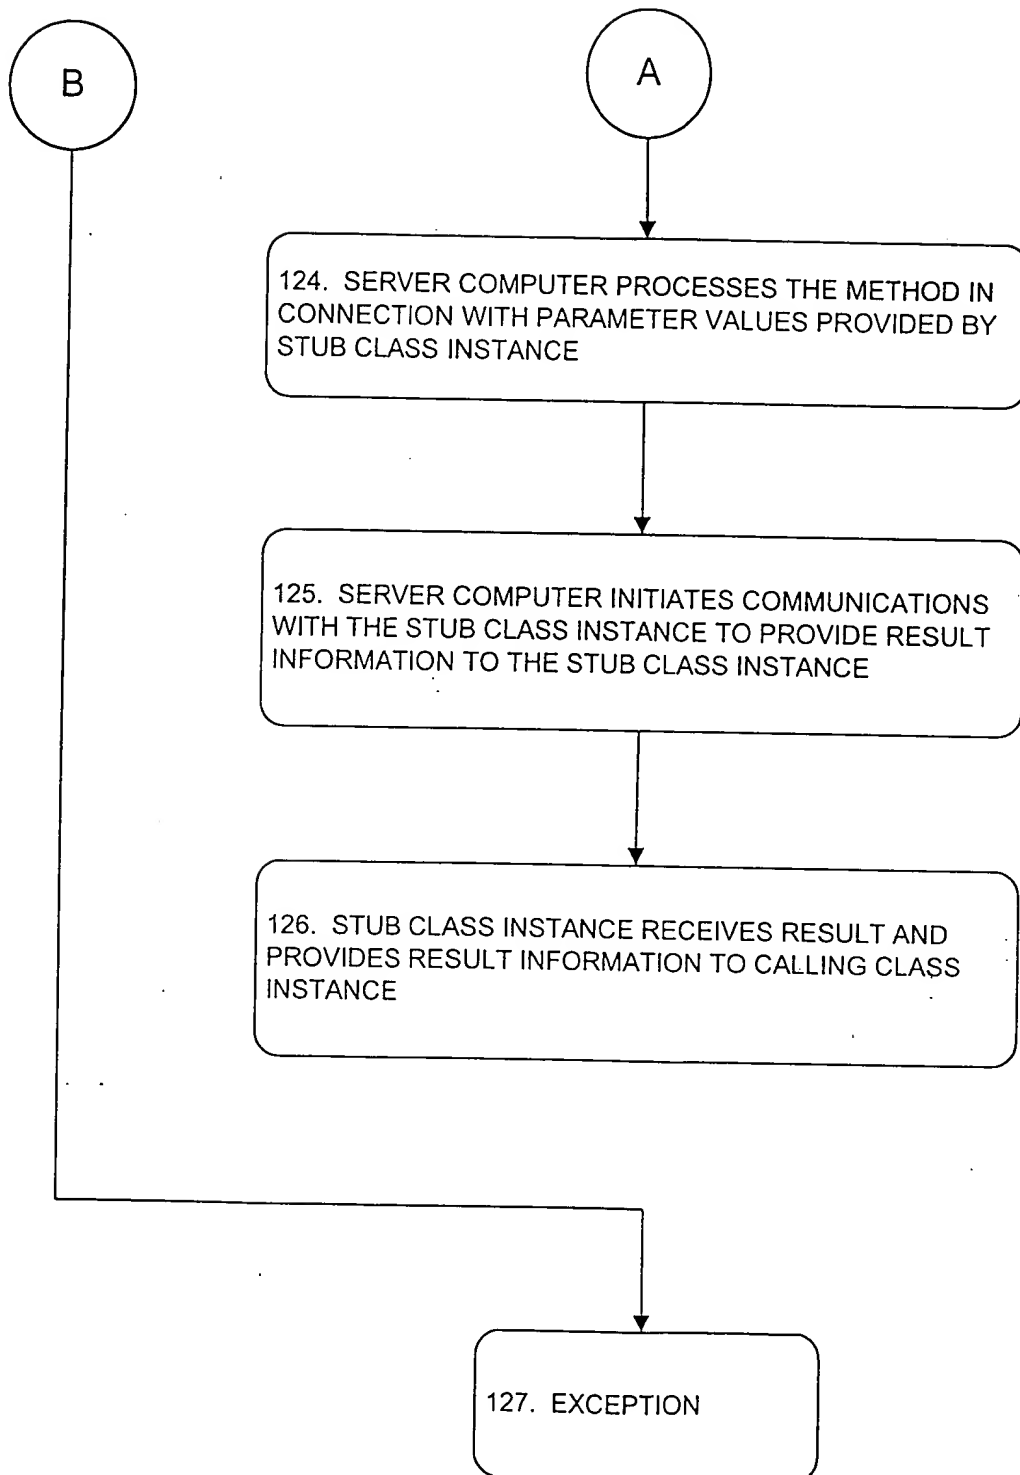 B
A
124. SERVER COMPUTER PROCESSES THE METHOD IN
CONNECTION WITH PARAMETER VALUES PROVIDED BY
STUB CLASS INSTANCE
125. SERVER COMPUTER INITIATES COMMUNICATIONS
WITH THE STUB CLASS INSTANCE TO PROVIDE RESULT
INFORMATION TO THE STUB CLASS INSTANCE
126. STUB CLASS INSTANCE RECEIVES RESULT AND
PROVIDES RESULT INFORMATION TO CALLING CLASS
INSTANCE
127. EXCEPTION